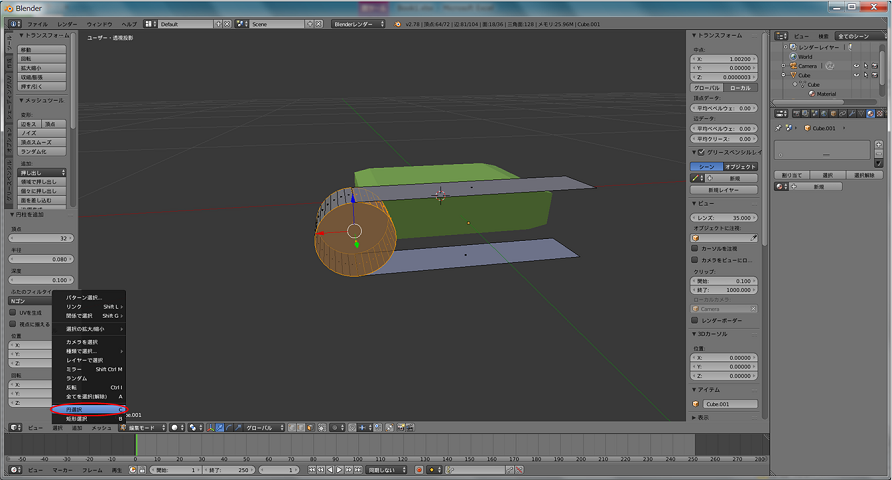 Blender
ファイル レンダー ウィンドウ ヘルプ Default Scene Blenderレンダー v2.78 | 頂点:64/72 | 辺:81/104 | 面:18/36 | 三角面:128 | メモリ:25.96M | Cube.001
▼トランスフォーム
移動
回転
拡大縮小
収縮/膨張
押す/引く
▼メッシュツール
変形:
辺をス 頂点
ノイズ
頂点スムーズ
ランダム化
追加:
押し出し
領域で押し出し
個々に押し出し
面を差し込む
▼円柱を追加
頂点
32
半径
0.080
深度
0.100
ふたのフィルタイ
Nゴン
UVを生成
視点に揃える
位置
X:
Y:
Z:
回転
X:
Y:
Z:
ユーザー・透視投影
パターン選択...
リンク Shift L
関係で選択 Shift G
選択の拡大/縮小
カメラを選択
種類で選択...
レイヤーで選択
ミラー Shift Ctrl M
ランダム
反転 Ctrl I
全てを選択(解除) A
円選択 C
矩形選択 B
be.001
ビュー 選択 追加 メッシュ 編集モード グローバル
▼トランスフォーム
中点:
X: 1.00200
Y: 0.00000
Z: 0.0000003
グローバル ローカル
頂点データ:
平均ベベルウェ: 0.00
辺データ:
平均ベベルウェ: 0.00
平均クリース: 0.00
▼グリースペンシルレイ
シーン オブジェクト
新規
新規レイヤー
▼ビュー
レンズ: 35.000
オブジェクトに注視:
カーソルを注視
カメラをビューにロ...
クリップ:
開始: 0.100
終了: 1000.000
ローカルカメラ:
Camera
レンダーボーダー
▼3Dカーソル
位置:
X: 0.00000
Y: 0.00000
Z: 0.00000
▼アイテム
Cube.001
▶表示
ビュー 検索 全てのシーン
レンダーレイヤー
World
Camera
Cube
Cube
Material
Cube.001
割り当て 選択 選択解除
新規
-50 -40 -30 -20 -10 0 10 20 30 40 50 60 70 80 90 100 110 120 130 140 150 160 170 180 190 200 210 220 230 240 250 260 270 280
ビュー マーカー フレーム 再生 開始: 1 終了: 250 1 同期しない